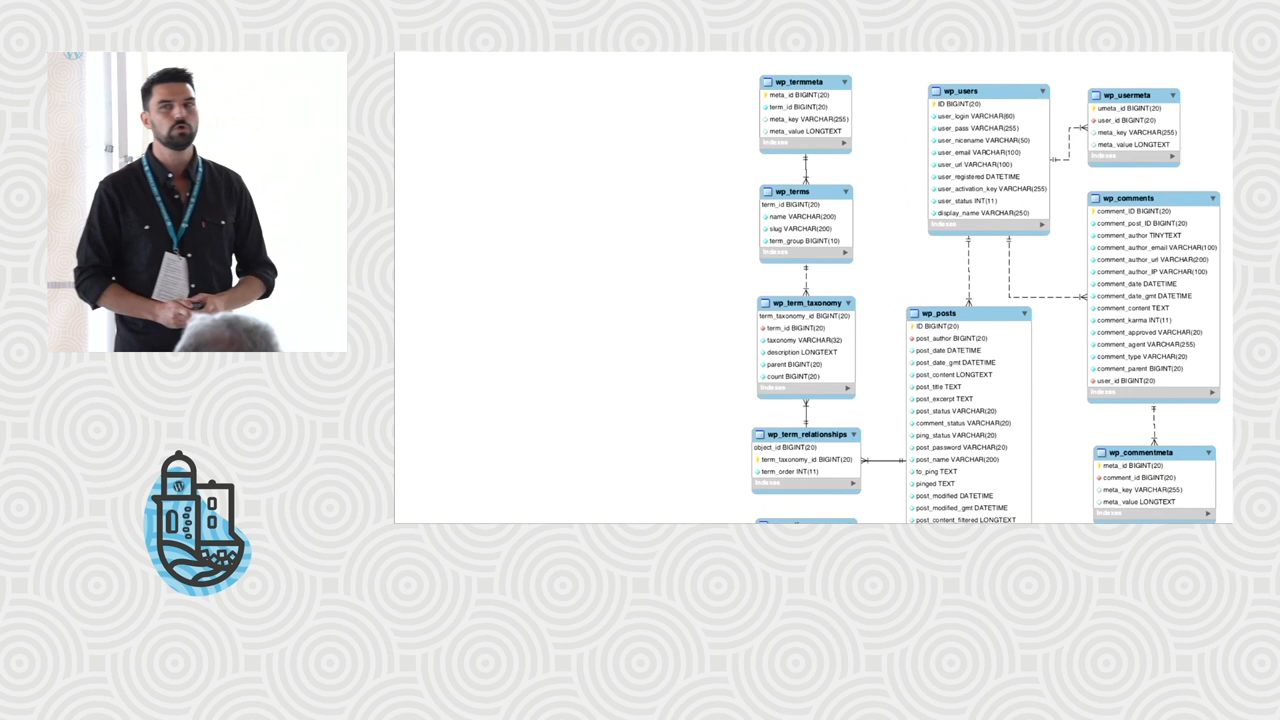 wp_termmeta
meta_id BIGINT(20)
term_id BIGINT(20)
meta_key VARCHAR(255)
meta_value LONGTEXT
Indexes
wp_terms
term_id BIGINT(20)
name VARCHAR(200)
slug VARCHAR(200)
term_group BIGINT(10)
Indexes
wp_term_taxonomy
term_taxonomy_id BIGINT(20)
term_id BIGINT(20)
taxonomy VARCHAR(32)
description LONGTEXT
parent BIGINT(20)
count BIGINT(20)
Indexes
wp_term_relationships
object_id BIGINT(20)
term_taxonomy_id BIGINT(20)
term_order INT(11)
Indexes
wp_users
ID BIGINT(20)
user_login VARCHAR(60)
user_pass VARCHAR(255)
user_nicename VARCHAR(50)
user_email VARCHAR(100)
user_url VARCHAR(100)
user_registered DATETIME
user_activation_key VARCHAR(255)
user_status INT(11)
display_name VARCHAR(250)
Indexes
wp_posts
ID BIGINT(20)
post_author BIGINT(20)
post_date DATETIME
post_date_gmt DATETIME
post_content LONGTEXT
post_title TEXT
post_excerpt TEXT
post_status VARCHAR(20)
comment_status VARCHAR(20)
ping_status VARCHAR(20)
post_password VARCHAR(20)
post_name VARCHAR(200)
to_ping TEXT
pinged TEXT
post_modified DATETIME
post_modified_gmt DATETIME
post_content_filtered LONGTEXT
wp_usermeta
umeta_id BIGINT(20)
user_id BIGINT(20)
meta_key VARCHAR(255)
meta_value LONGTEXT
Indexes
wp_comments
comment_ID BIGINT(20)
comment_post_ID BIGINT(20)
comment_author TINYTEXT
comment_author_email VARCHAR(100)
comment_author_url VARCHAR(200)
comment_author_IP VARCHAR(100)
comment_date DATETIME
comment_date_gmt DATETIME
comment_content TEXT
comment_karma INT(11)
comment_approved VARCHAR(20)
comment_agent VARCHAR(255)
comment_type VARCHAR(20)
comment_parent BIGINT(20)
user_id BIGINT(20)
Indexes
wp_commentmeta
meta_id BIGINT(20)
comment_id BIGINT(20)
meta_key VARCHAR(255)
meta_value LONGTEXT
Indexes